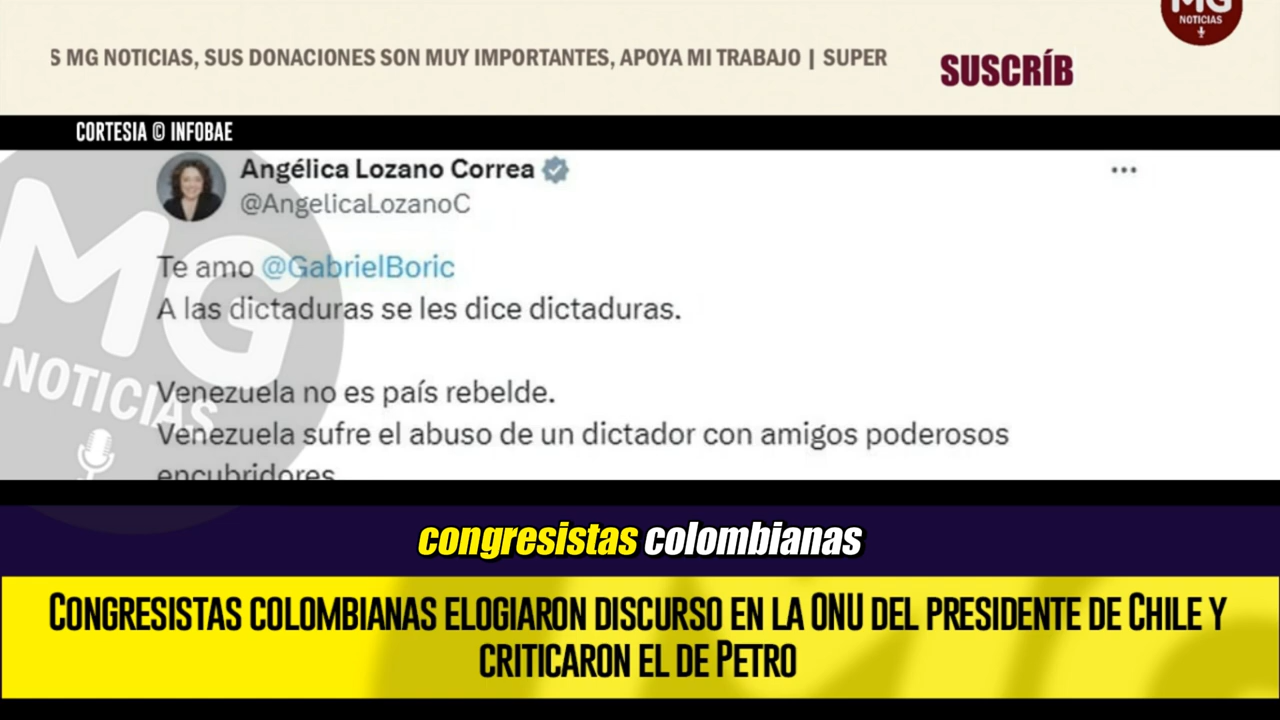 MG
NOTICIAS
S MG NOTICIAS, SUS DONACIONES SON MUY IMPORTANTES, APOYA MI TRABAJO | SUPER
SUSCRÍB
CORTESIA © INFOBAE
Angélica Lozano Correa
@AngelicaLozanoC
Te amo @GabrielBoric
A las dictaduras se les dice dictaduras.
Venezuela no es país rebelde.
Venezuela sufre el abuso de un dictador con amigos poderosos
encubridores
MG
NOTICIAS
congresistas colombianas
CONGRESISTAS COLOMBIANAS ELOGIARON DISCURSO EN LA ONU DEL PRESIDENTE DE CHILE Y
CRITICARON EL DE PETRO